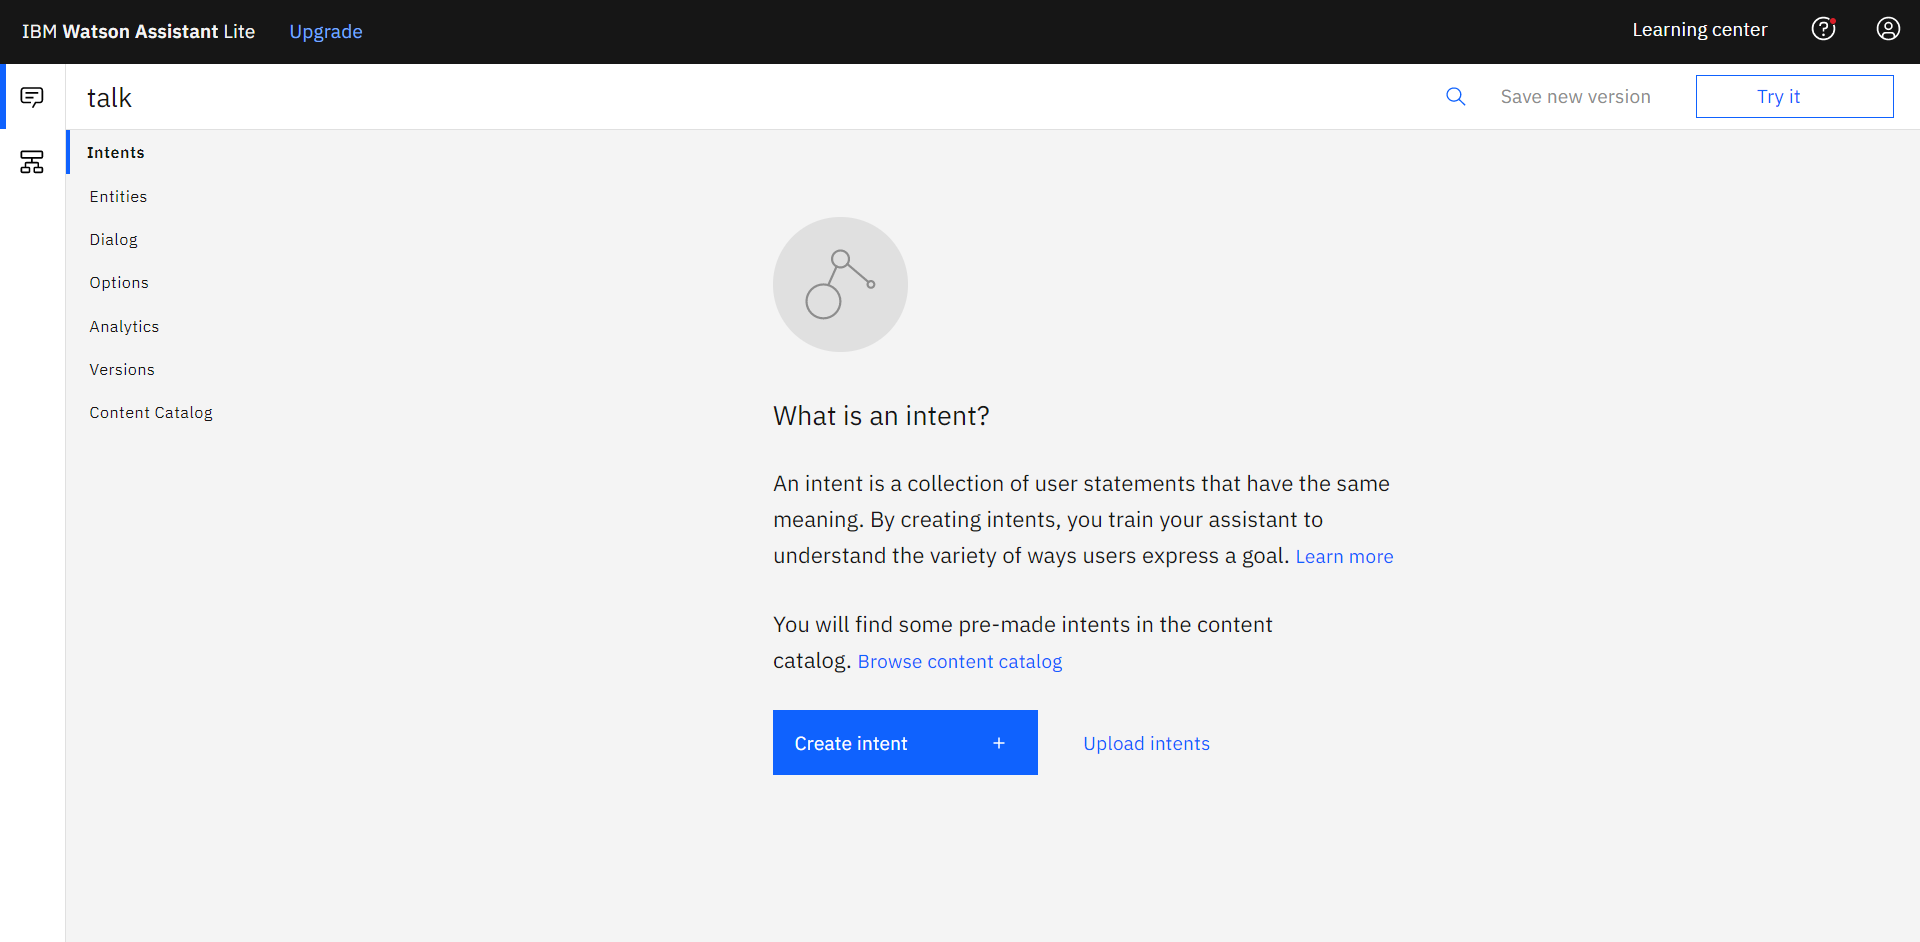 IBM Watson Assistant Lite Upgrade Learning center
talk Save new version Try it
Intents
Entities
Dialog
Options
Analytics
Versions
Content Catalog
What is an intent?
An intent is a collection of user statements that have the same
meaning. By creating intents, you train your assistant to
understand the variety of ways users express a goal. Learn more
You will find some pre-made intents in the content
catalog. Browse content catalog
Create intent + Upload intents